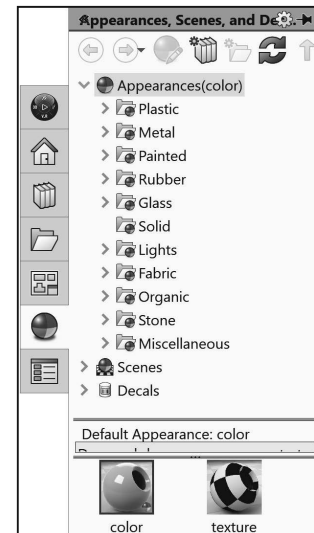 Appearances, Scenes, and De
Appearances(color)
Plastic
Metal
Painted
Rubber
Glass
Solid
Lights
Fabric
Organic
Stone
Miscellaneous
Scenes
Decals
Default Appearance: color
color
texture